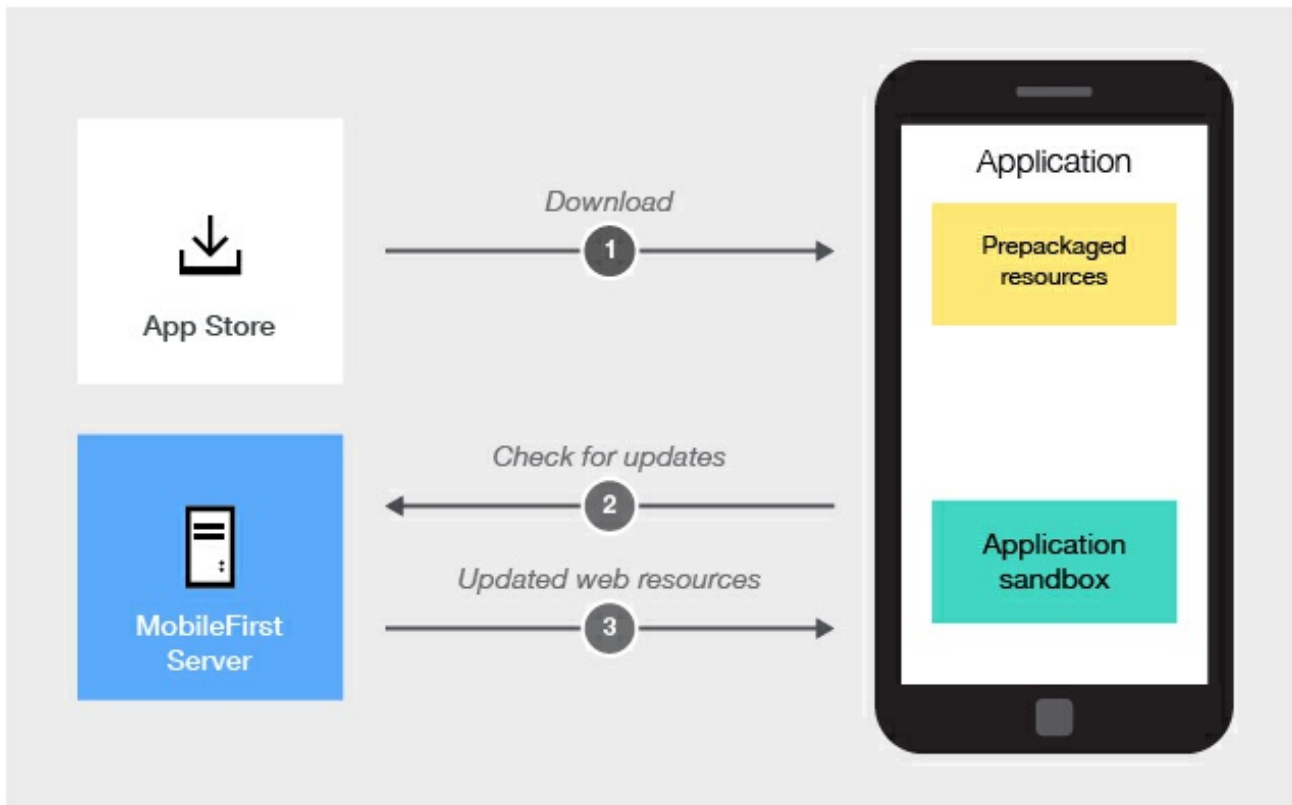 Download
1
App Store
Check for updates
2
Updated web resources
3
MobileFirst
Server
Application
Prepackaged
resources
Application
sandbox